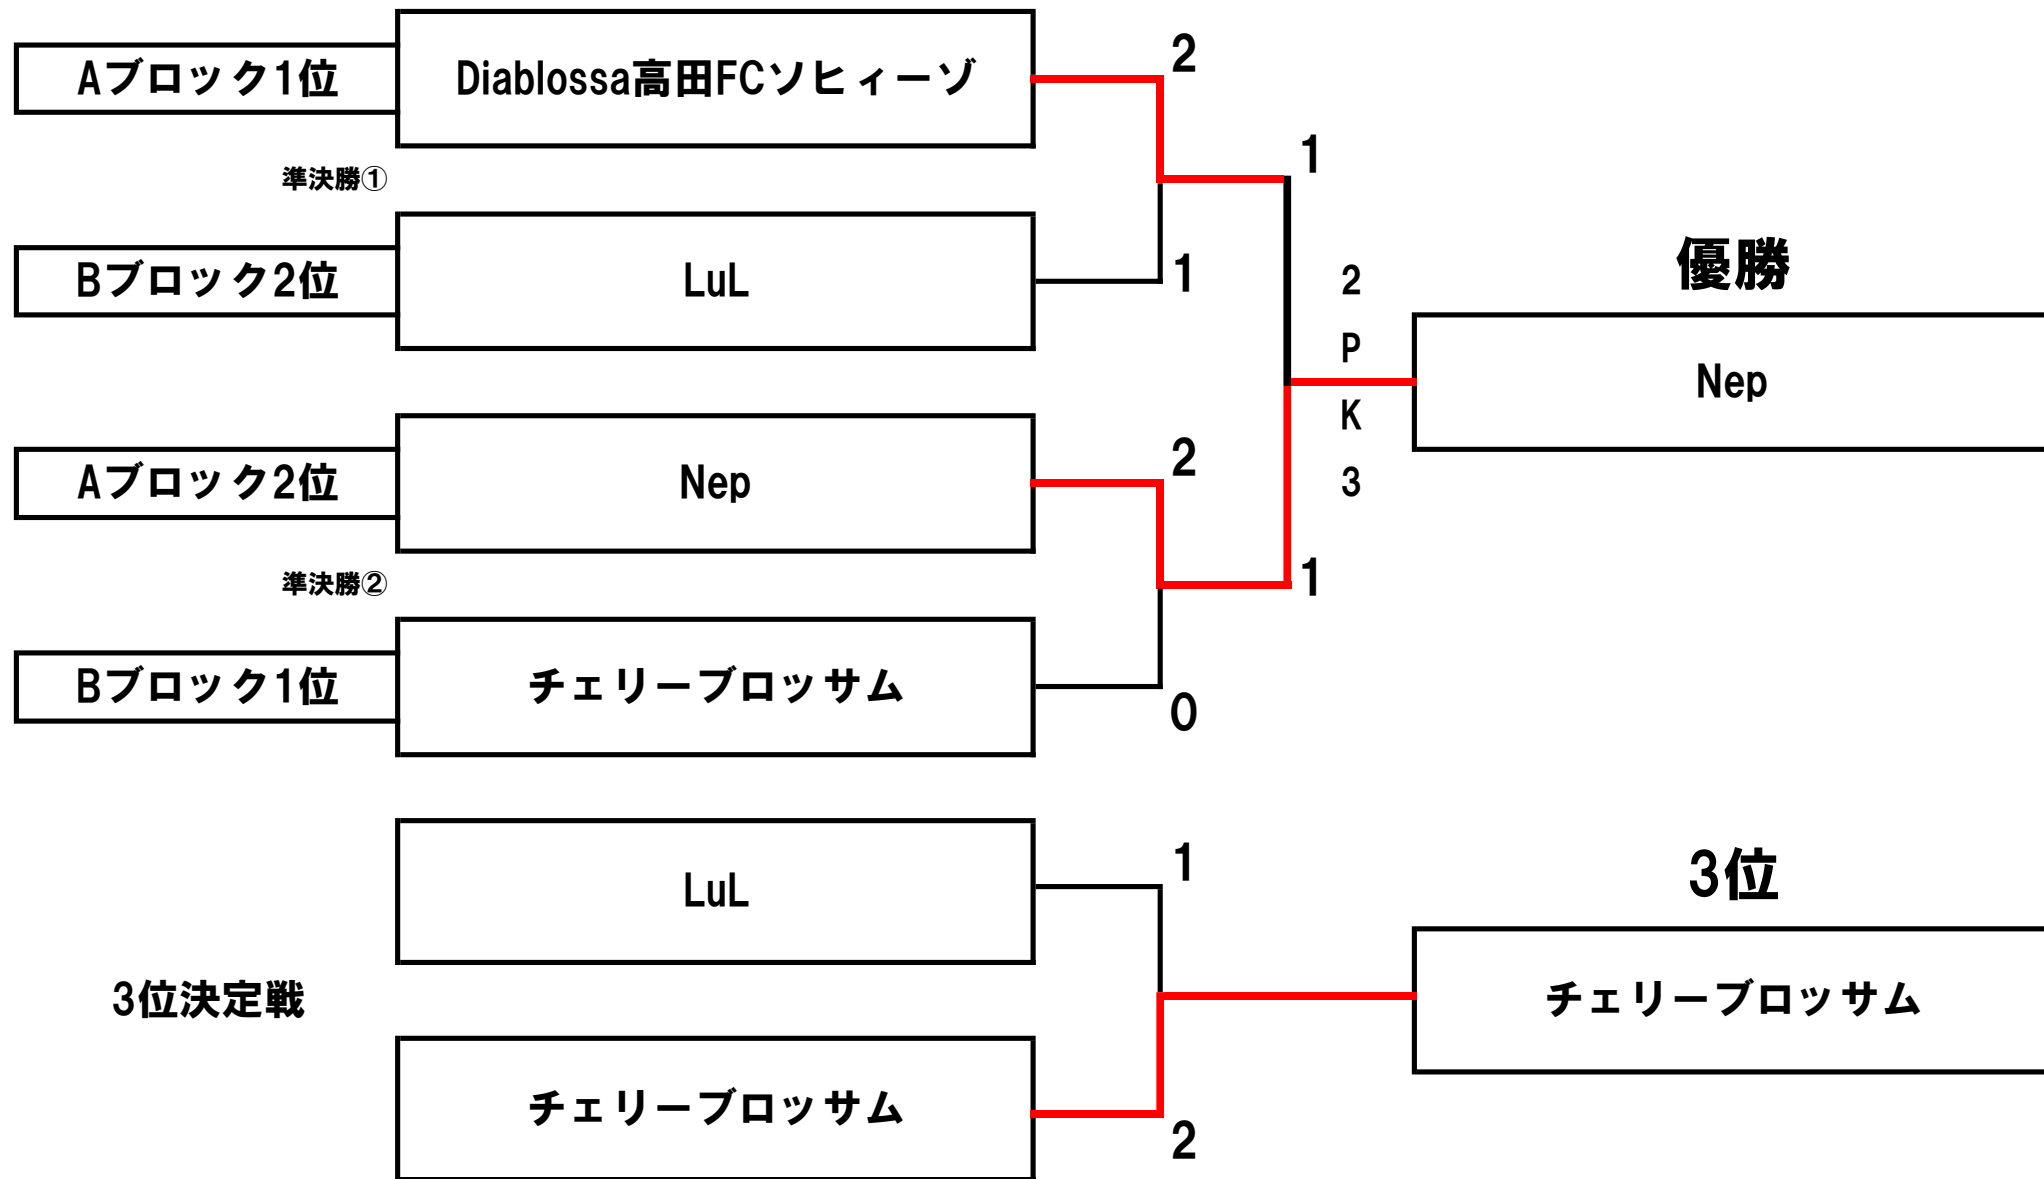 Aブロック1位
Diablossa高田FCソヒィーゾ
2
準決勝①
1
Bブロック2位
LuL
1
2
P
K
3
優勝
Nep
Aブロック2位
Nep
2
準決勝②
1
Bブロック1位
チェリーブロッサム
0
LuL
1
3位
3位決定戦
チェリーブロッサム
チェリーブロッサム
2